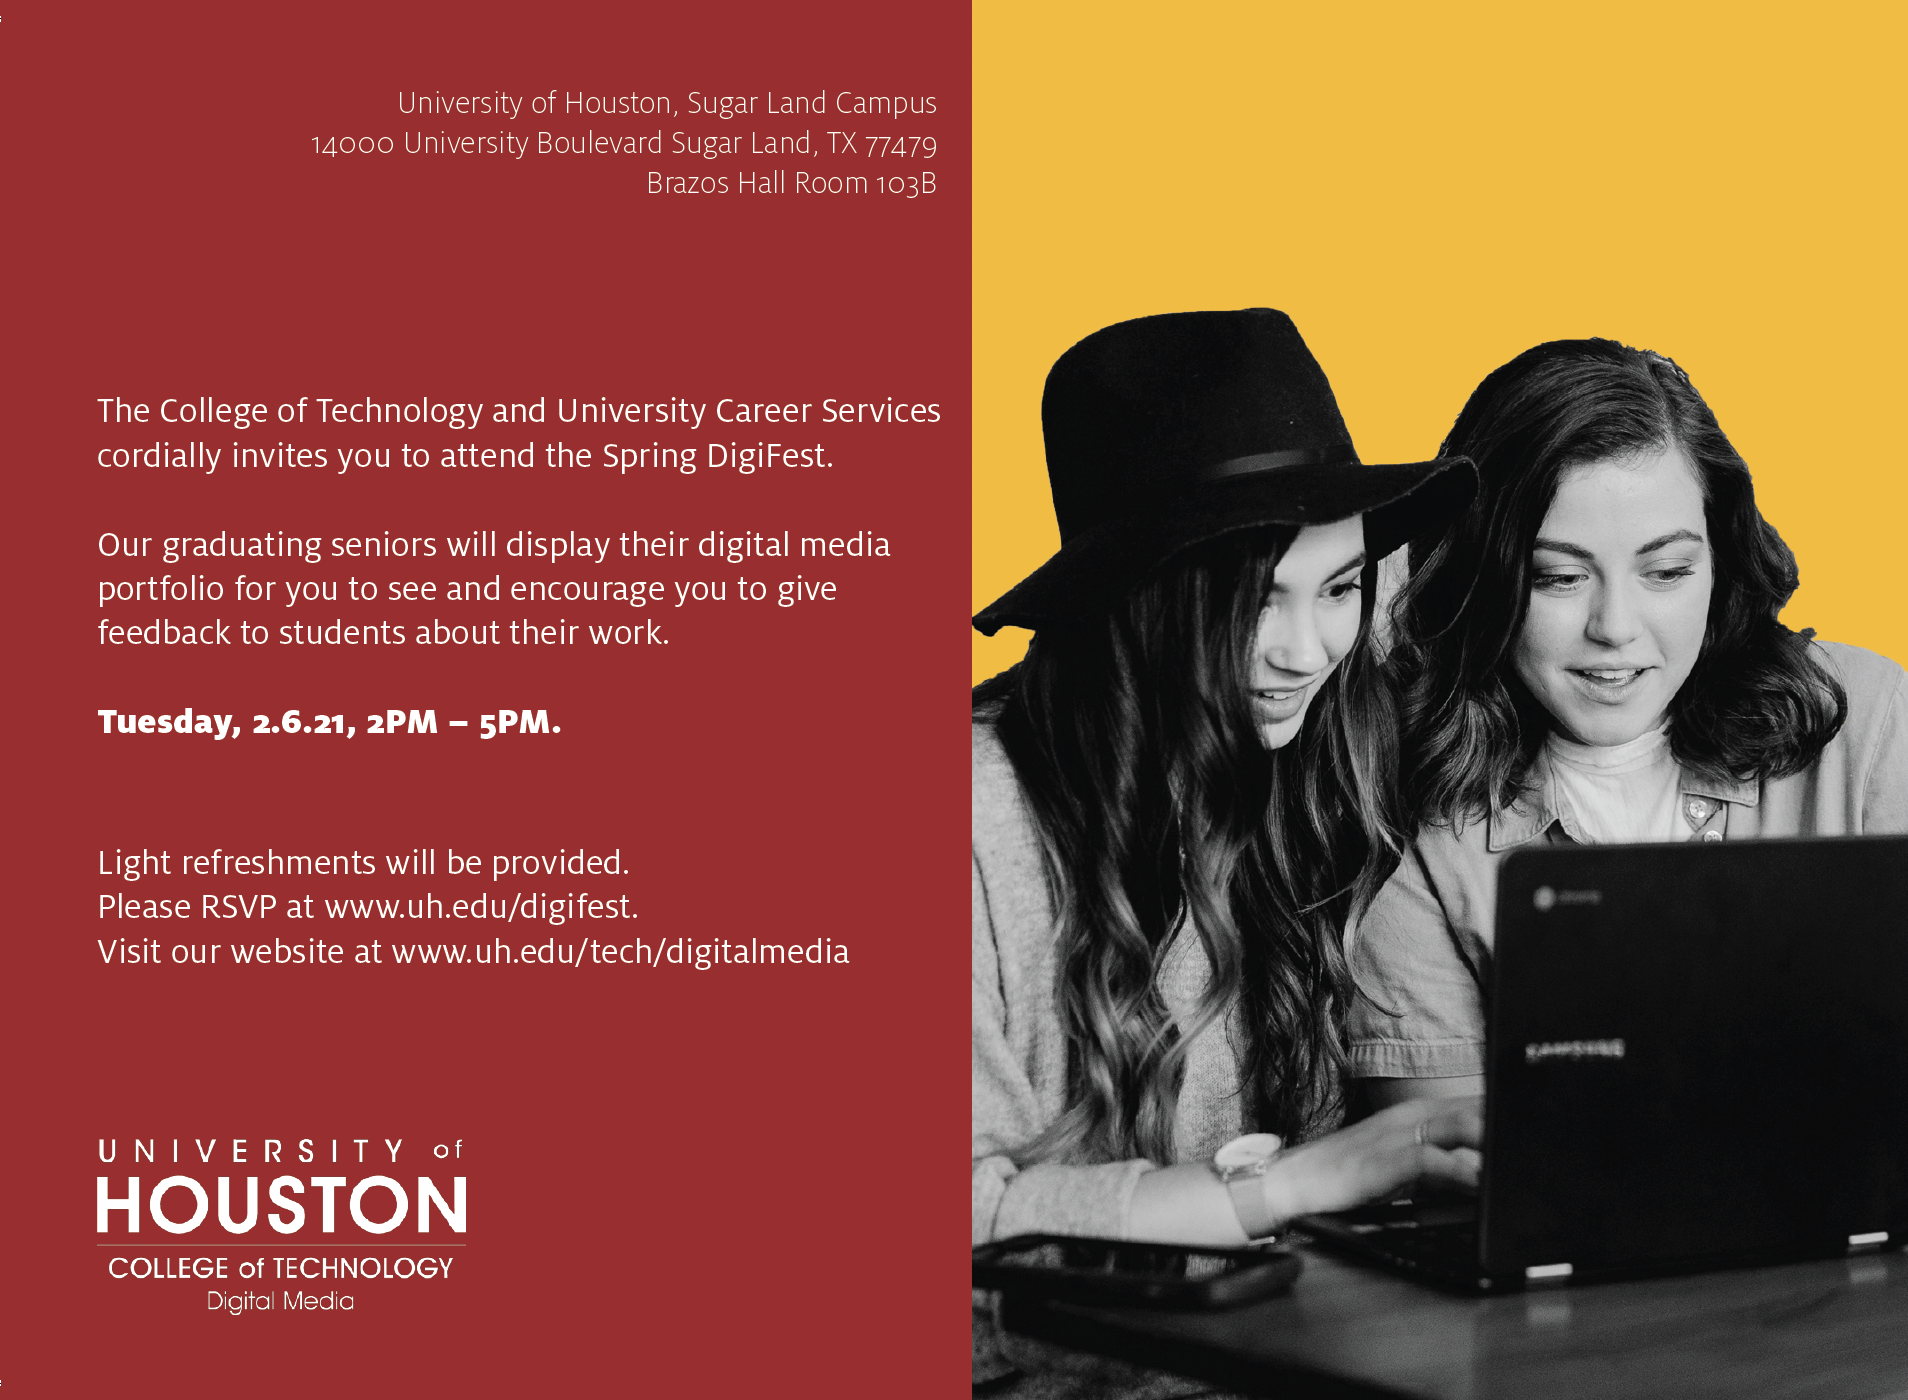 University of Houston, Sugar Land Campus
14000 University Boulevard Sugar Land, TX 77479
Brazos Hall Room 103B
The College of Technology and University Career Services
cordially invites you to attend the Spring DigiFest.
Our graduating seniors will display their digital media
portfolio for you to see and encourage you to give
feedback to students about their work.
Tuesday, 2.6.21, 2PM – 5PM.
Light refreshments will be provided.
Please RSVP at www.uh.edu/digifest.
Visit our website at www.uh.edu/tech/digitalmedia
UNIVERSITY of
HOUSTON
COLLEGE of TECHNOLOGY
Digital Media
SAMSUNG